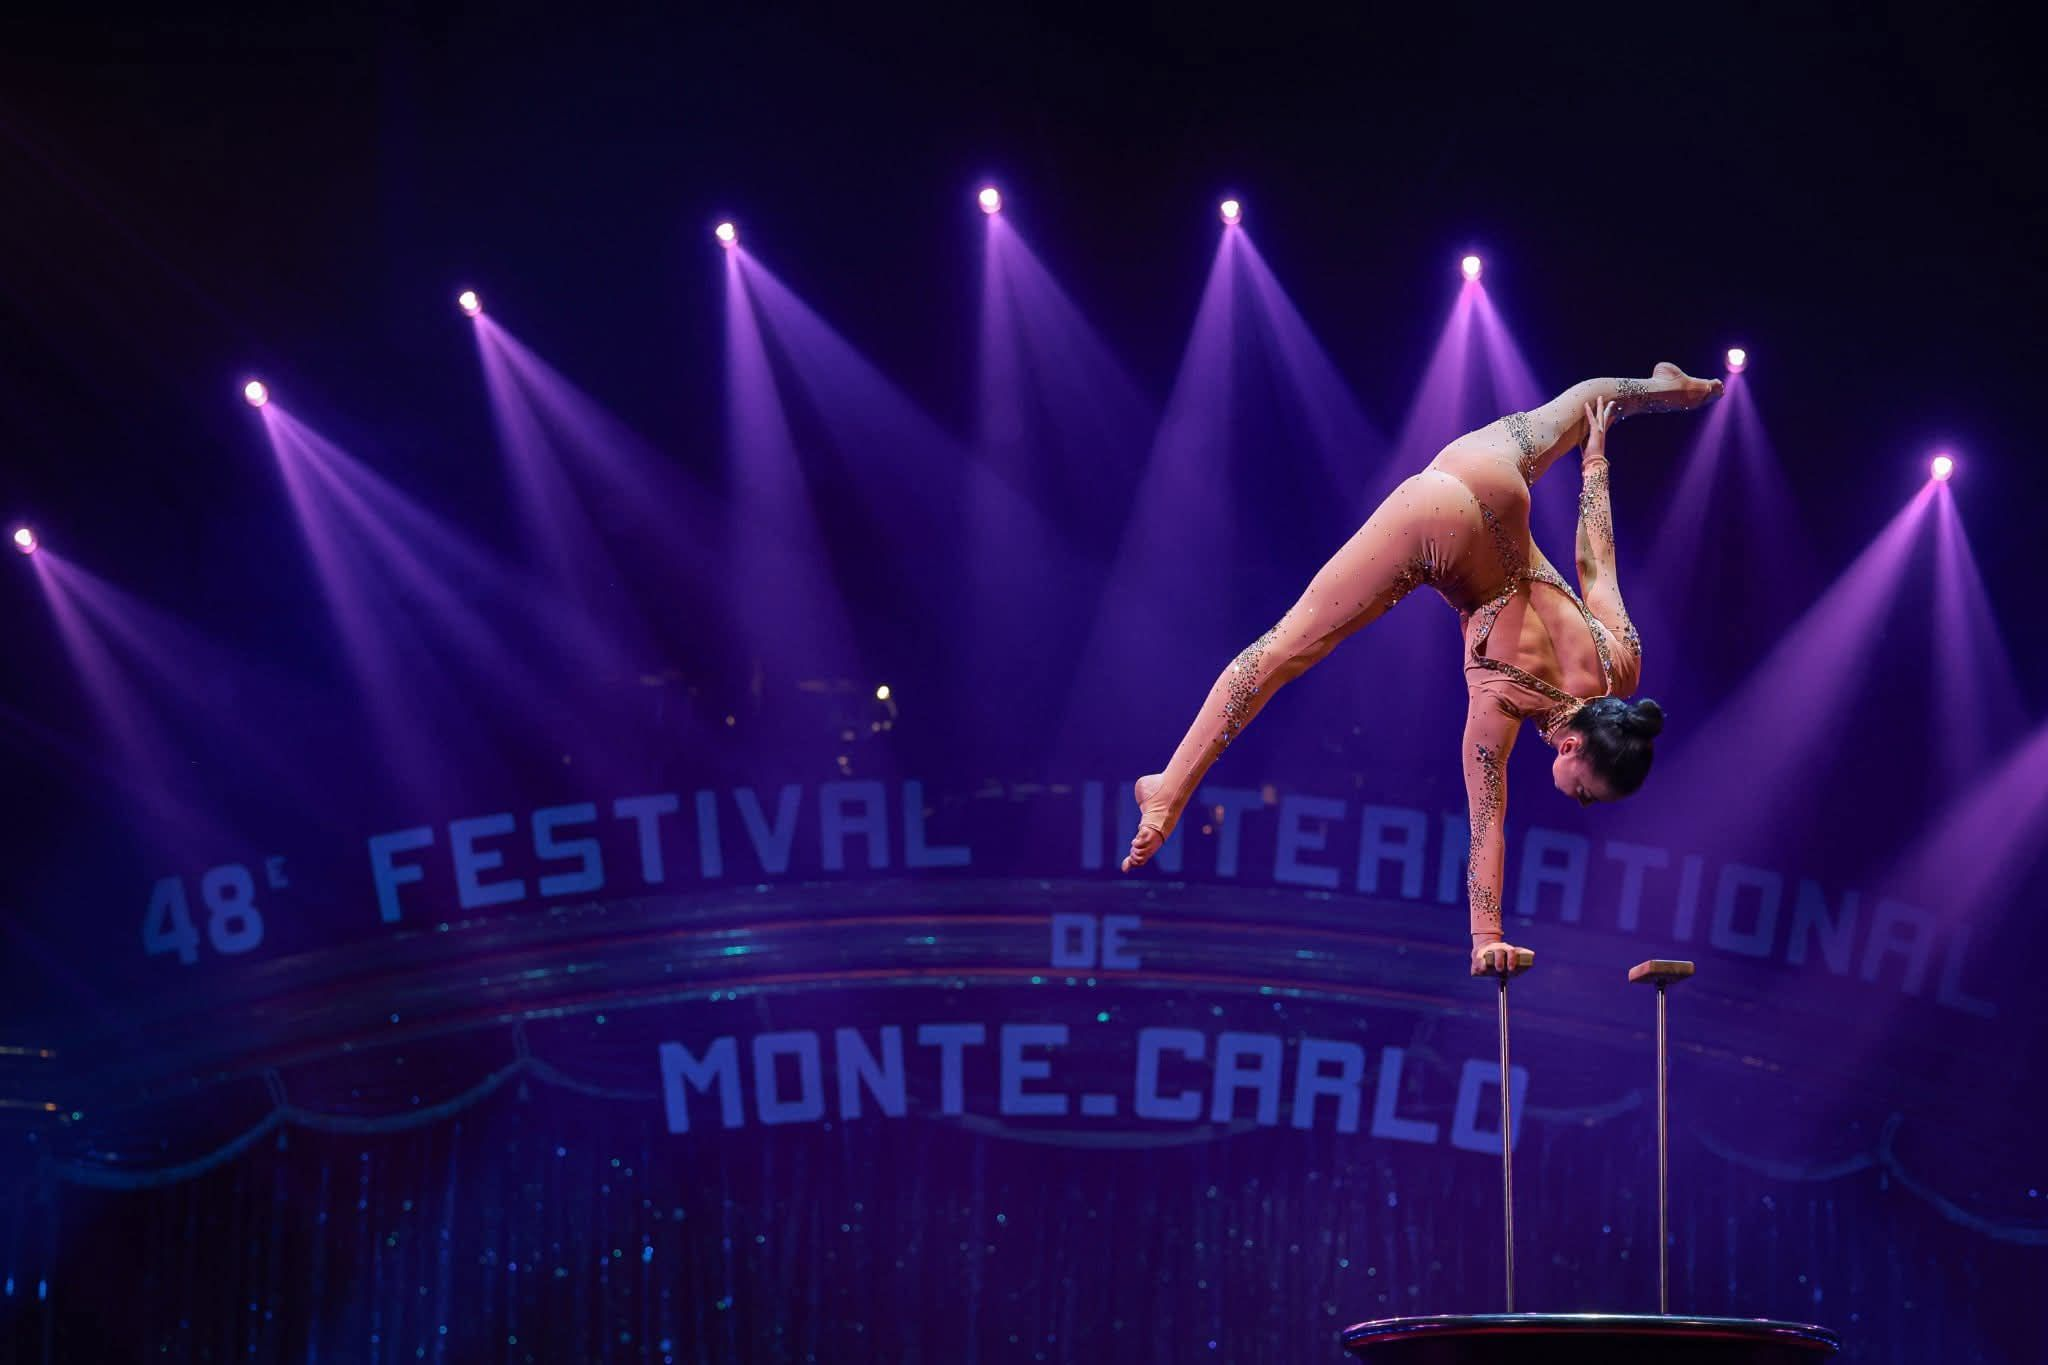 48E FESTIVAL INTERNATIONAL
DE
MONTE-CARLO